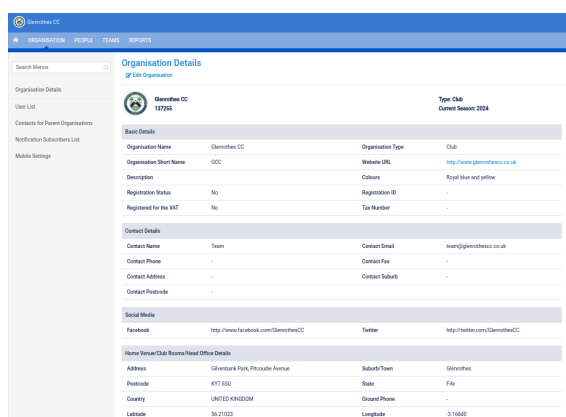 Glenrothes CC
ORGANISATION PEOPLE TEAMS REPORTS
Search Menus
Organisation Details
User List
Contacts for Parent Organisations
Notification Subscribers List
Mobile Settings
Organisation Details
Edit Organisation
Glenrothes CC
137255
Type: Club
Current Season: 2024
Basic Details
Organisation Name Glenrothes CC Organisation Type Club
Organisation Short Name GCC Website URL http://www.glenrothescc.co.uk
Description Colours Royal blue and yellow
Registration Status No Registration ID -
Registered for the VAT No Tax Number -
Contact Details
Contact Name Team Contact Email team@glenrothescc.co.uk
Contact Phone - Contact Fax -
Contact Address - Contact Suburb -
Contact Postcode -
Social Media
Facebook http://www.facebook.com/GlenrothesCC Twitter http://twitter.com/GlenrothesCC
Home Venue/Club Rooms/Head Office Details
Address Gilvenbank Park, Pitcoudie Avenue Suburb/Town Glenrothes
Postcode KY7 6SU State Fife
Country UNITED KINGDOM Ground Phone -
Latitude 56.21023 Longitude -3.16840